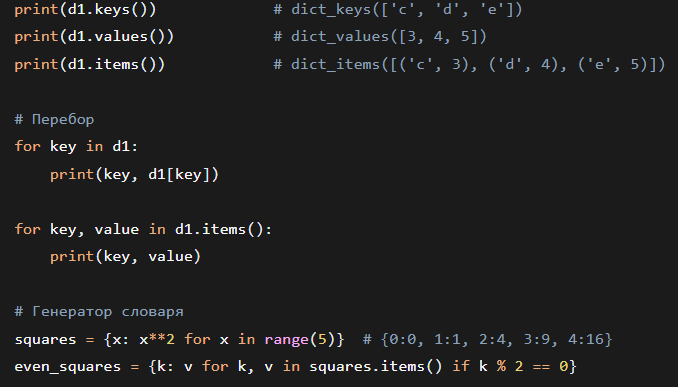 print(d1.keys())             # dict_keys(['c', 'd', 'e'])
print(d1.values())           # dict_values([3, 4, 5])
print(d1.items())            # dict_items([('c', 3), ('d', 4), ('e', 5)])
# Перебор
for key in d1:
    print(key, d1[key])
for key, value in d1.items():
    print(key, value)
# Генератор словаря
squares = {x: x**2 for x in range(5)}  # {0:0, 1:1, 2:4, 3:9, 4:16}
even_squares = {k: v for k, v in squares.items() if k % 2 == 0}